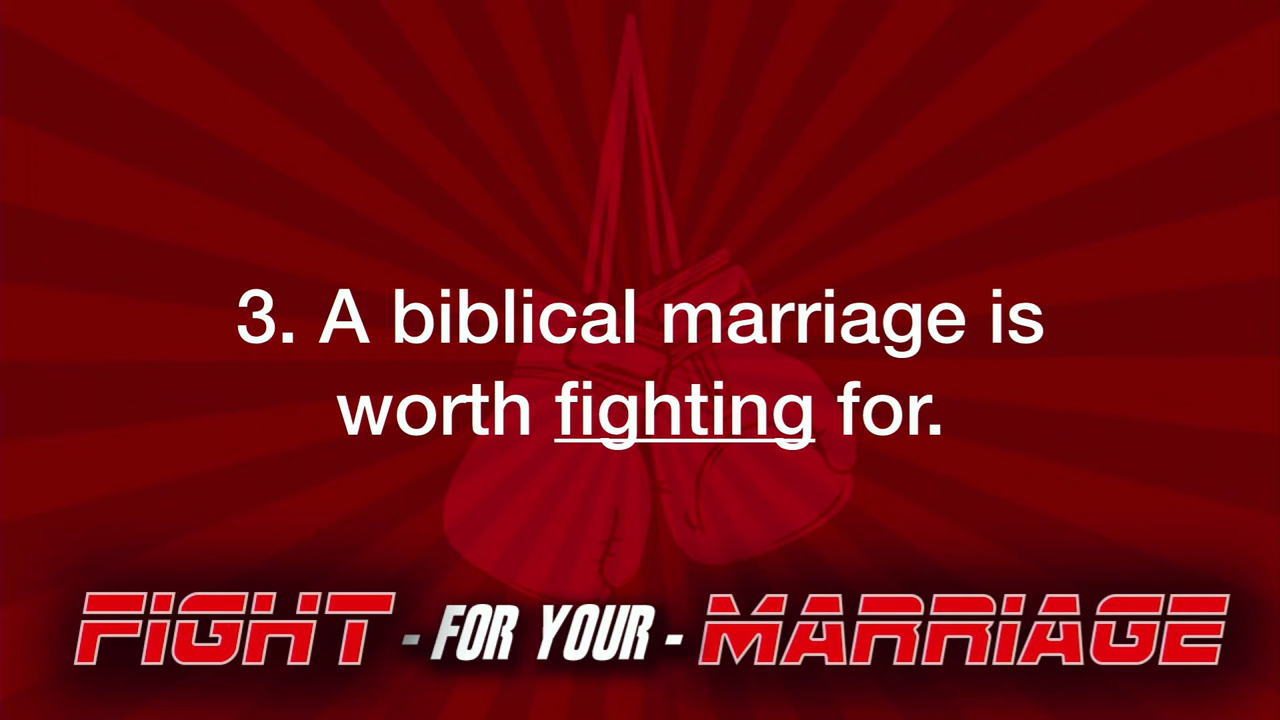 3. A biblical marriage is
worth fighting for.
FIGHT - FOR YOUR - MARRIAGE